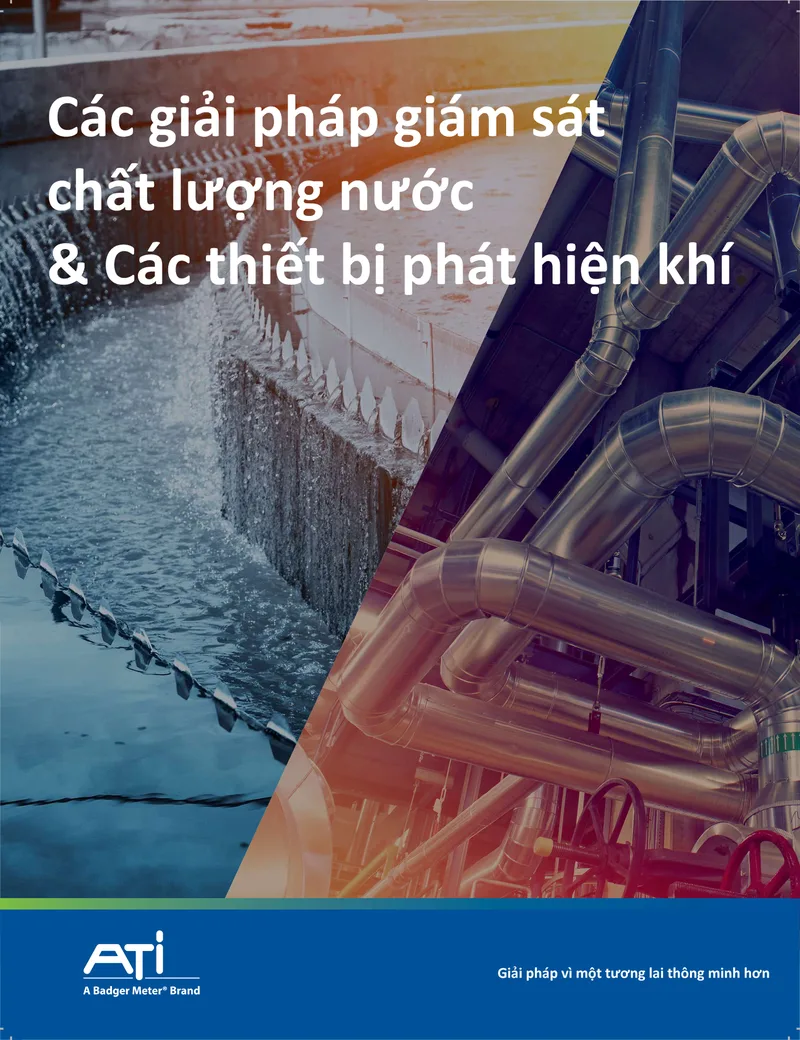 Các giải pháp giám sát
chất lượng nước
& Các thiết bị phát hiện khí
ATi
A Badger Meter® Brand
Giải pháp vì một tương lai thông minh hơn